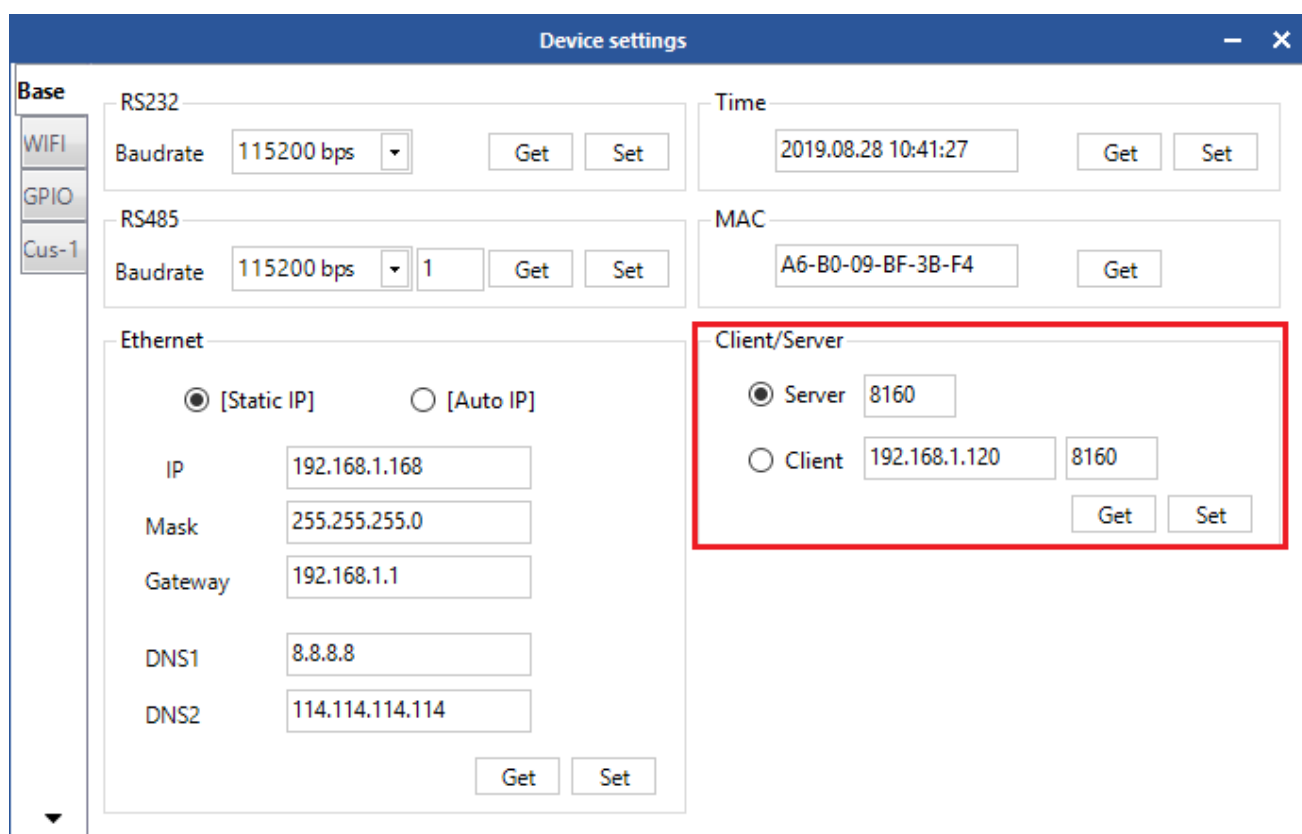 Device settings
Base
WIFI
GPIO
Cus-1
RS232
Baudrate 115200 bps Get Set
Time
2019.08.28 10:41:27 Get Set
RS485
Baudrate 115200 bps 1 Get Set
MAC
A6-B0-09-BF-3B-F4 Get
Ethernet
[Static IP] [Auto IP]
IP 192.168.1.168
Mask 255.255.255.0
Gateway 192.168.1.1
DNS1 8.8.8.8
DNS2 114.114.114.114
Get Set
Client/Server
Server 8160
Client 192.168.1.120 8160
Get Set